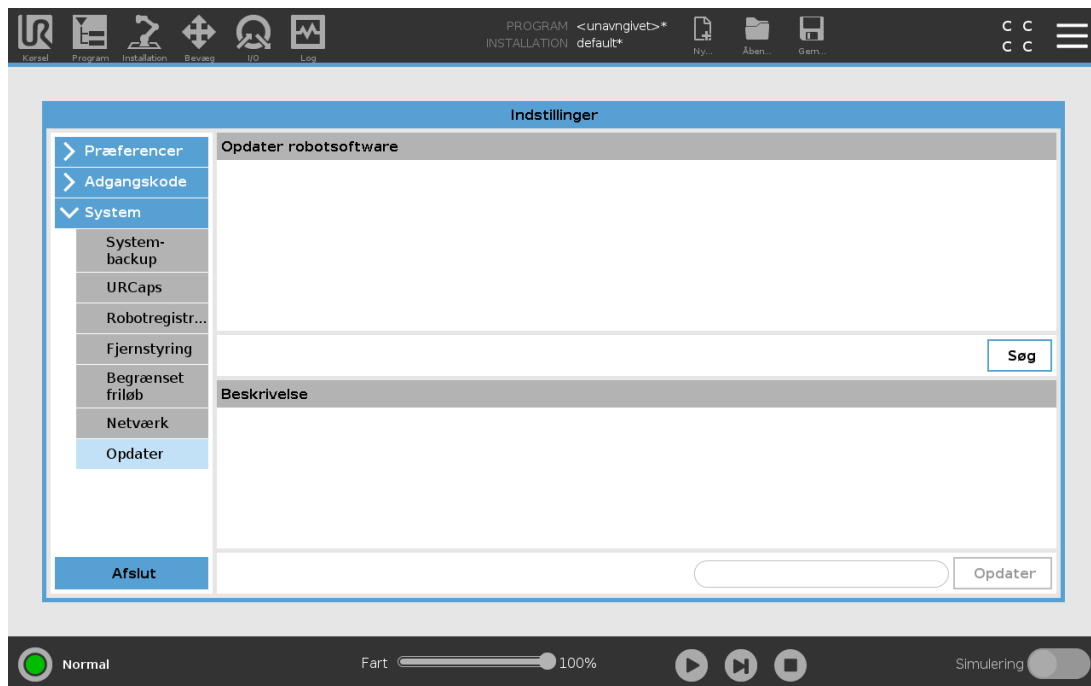 UR
PROGRAM <unavngivet>*
INSTALLATION default*
Kørsel Program Installation Bevæg I/O Log Ny... Åben... Gem...
C C
C C
Indstillinger
Præferencer
Adgangskode
System
System-
backup
URCaps
Robotregistr...
Fjernstyring
Begrænset
friløb
Netværk
Opdater
Afslut
Opdater robotsoftware
Søg
Beskrivelse
Opdater
Normal Fart 100% Simulering